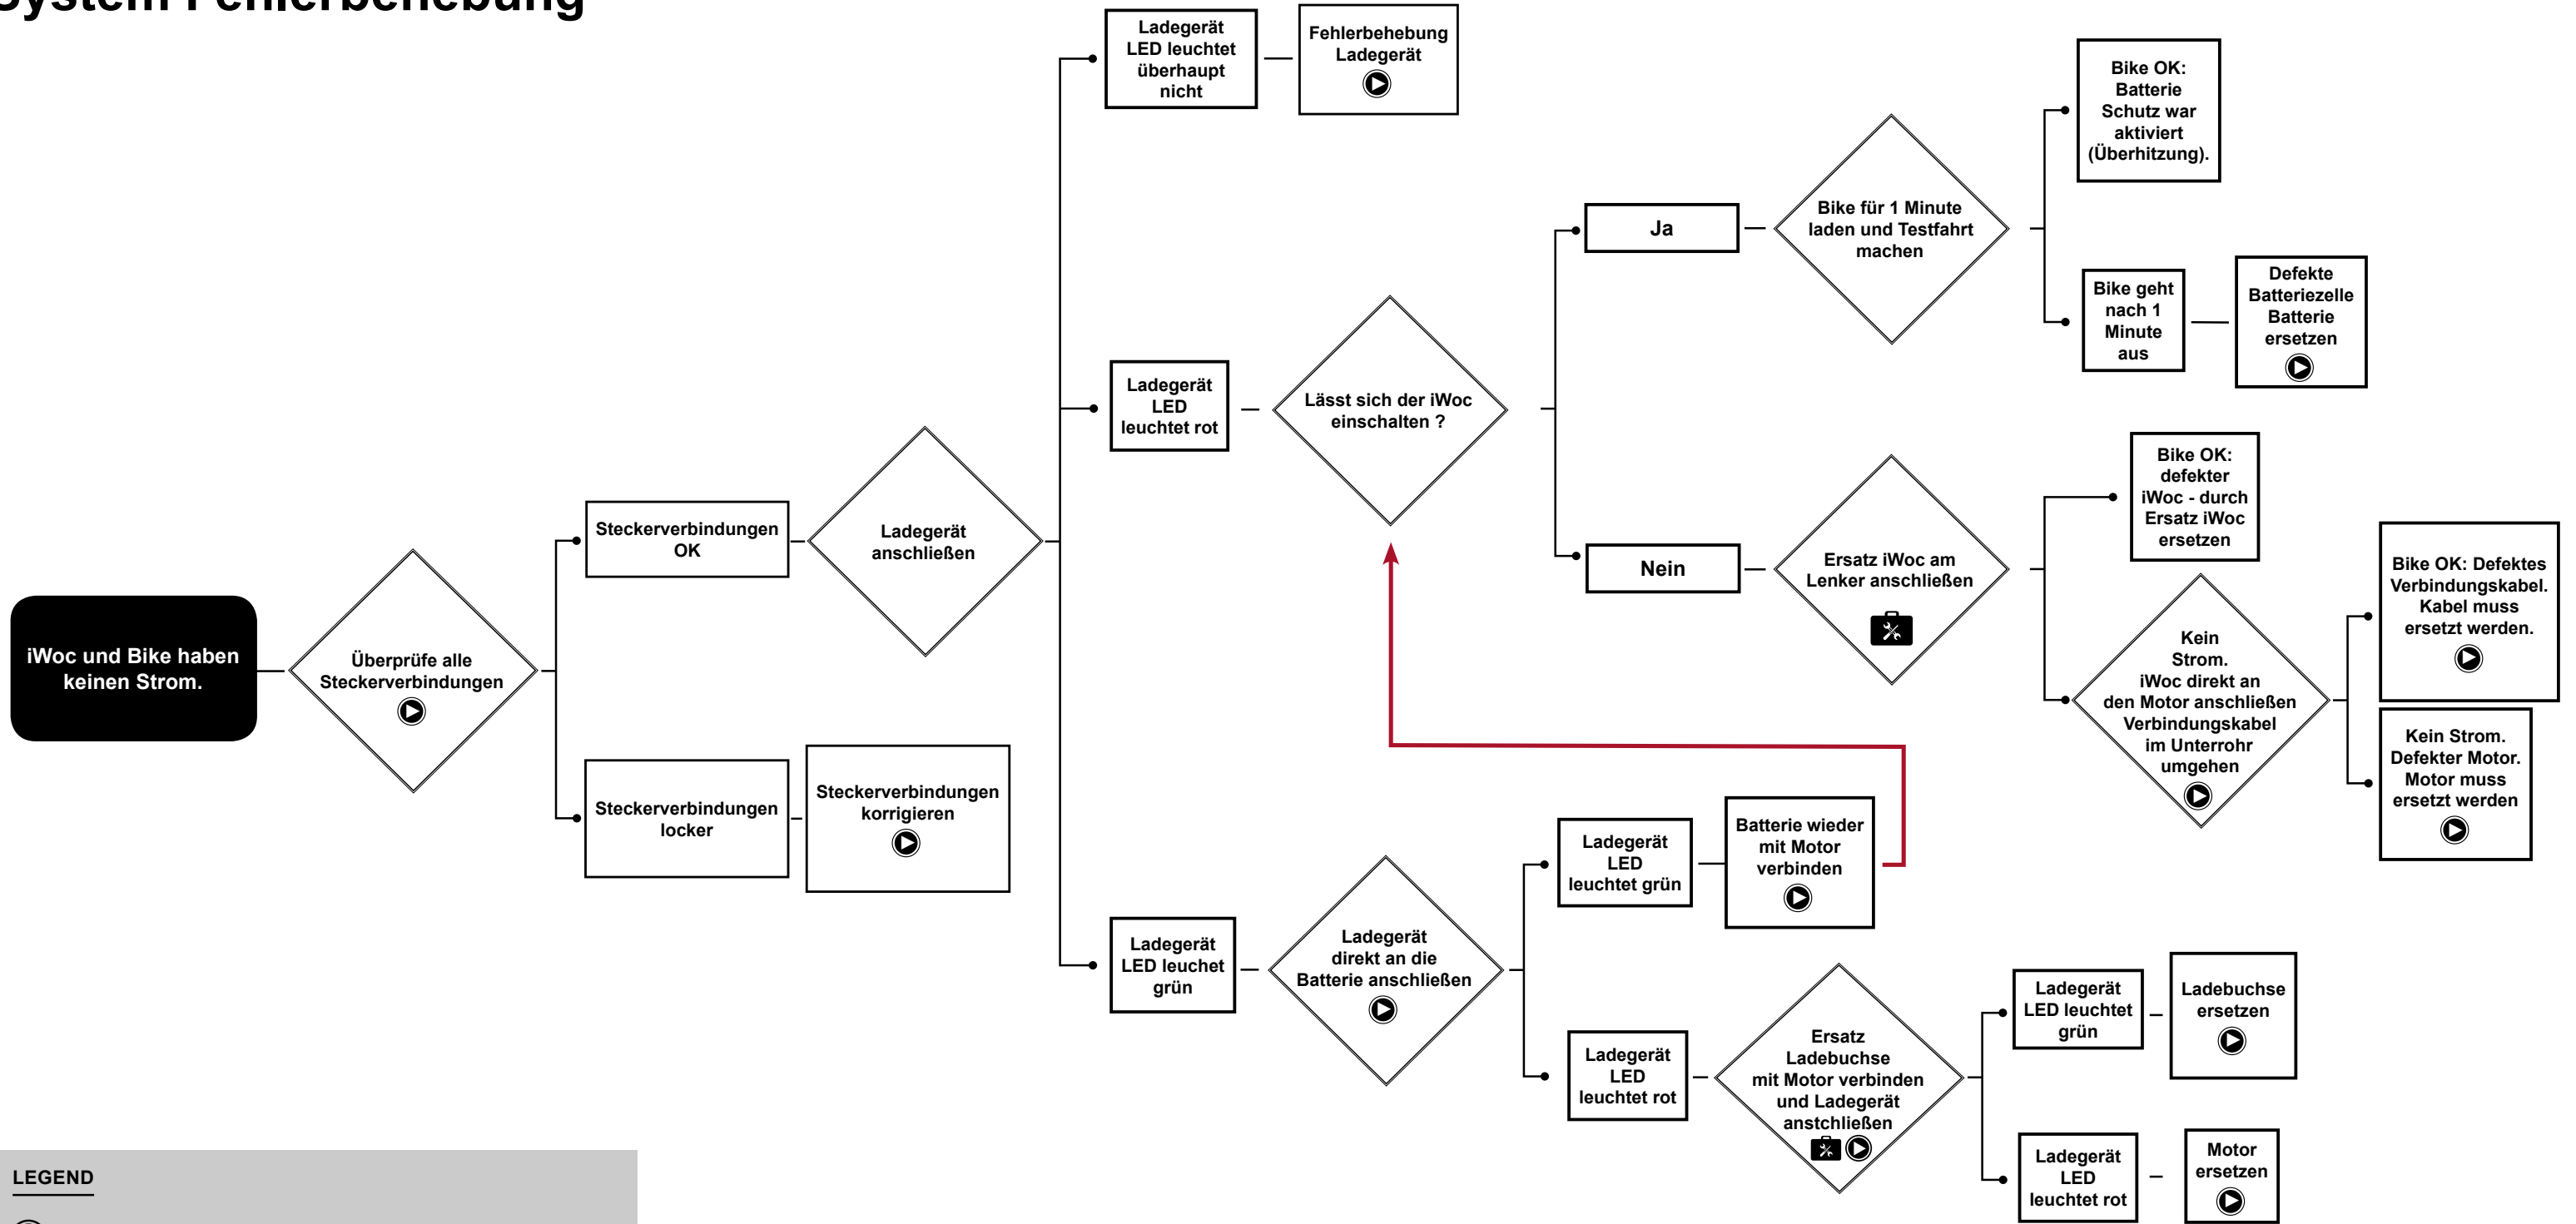 System Fehlerbehebung
iWoc und Bike haben
keinen Strom.
Überprüfe alle
Steckerverbindungen
Steckerverbindungen
OK
Steckerverbindungen
locker
Steckerverbindungen
korrigieren
Ladegerät
anschließen
Ladegerät
LED leuchtet
überhaupt
nicht
Fehlerbehebung
Ladegerät
Ladegerät
LED
leuchtet rot
Lässt sich der iWoc
einschalten ?
Ja
Bike für 1 Minute
laden und Testfahrt
machen
Bike OK:
Batterie
Schutz war
aktiviert
(Überhitzung).
Bike geht
nach 1
Minute
aus
Defekte
Batteriezelle
Batterie
ersetzen
Nein
Ersatz iWoc am
Lenker anschließen
Bike OK:
defekter
iWoc - durch
Ersatz iWoc
ersetzen
Kein
Strom.
iWoc direkt an
den Motor anschließen
Verbindungskabel
im Unterrohr
umgehen
Bike OK: Defektes
Verbindungskabel.
Kabel muss
ersetzt werden.
Kein Strom.
Defekter Motor.
Motor muss
ersetzt werden
Ladegerät
LED leuchet
grün
Ladegerät
direkt an die
Batterie anschließen
Ladegerät
LED
leuchtet grün
Batterie wieder
mit Motor
verbinden
Ladegerät
LED
leuchtet rot
Ersatz
Ladebuchse
mit Motor verbinden
und Ladegerät
anstchließen
Ladegerät
LED leuchtet
grün
Ladebuchse
ersetzen
Ladegerät
LED
leuchtet rot
Motor
ersetzen
LEGEND